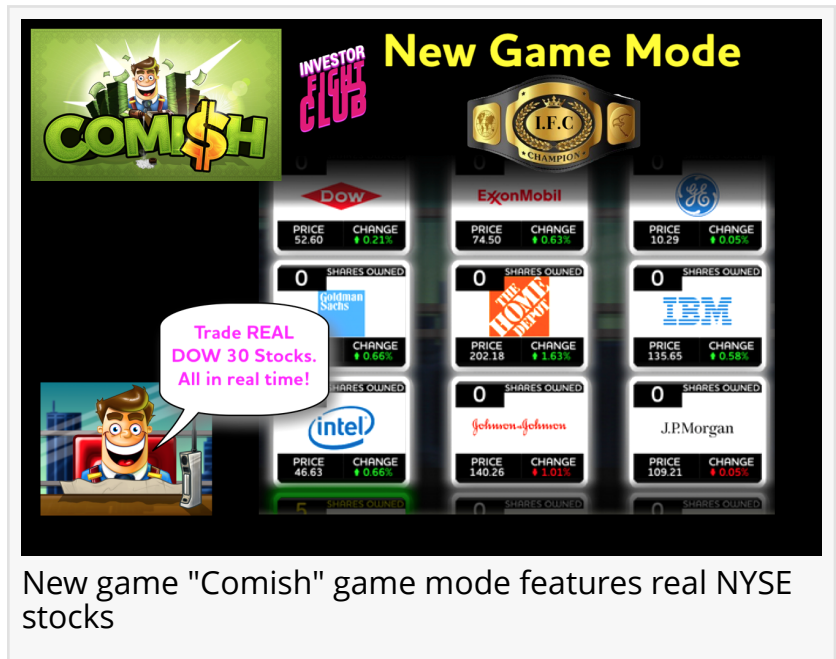 COMI$H
INVESTOR
FIGHT
CLUB
New Game Mode
I.F.C
CHAMPION
0
0
0
DOW
ExxonMobil
GE
PRICE CHANGE
52.60 0.21%
PRICE CHANGE
74.50 0.63%
PRICE CHANGE
10.29 0.05%
0 SHARES OWNED
Goldman
Sachs
CHANGE
0.66%
0 SHARES OWNED
THE
HOME
DEPOT
PRICE CHANGE
202.18 1.63%
0 SHARES OWNED
IBM
PRICE CHANGE
135.65 0.58%
Trade REAL
DOW 30 Stocks.
All in real time!
SHARES OWNED
intel
PRICE CHANGE
46.63 0.66%
0 SHARES OWNED
Johnson&Johnson
PRICE CHANGE
140.26 1.01%
0 SHARES OWNED
J.P.Morgan
PRICE CHANGE
109.21 0.05%
5 SHARES OWNED
0 SHARES OWNED
0 SHARES OWNED
New game "Comish" game mode features real NYSE
stocks